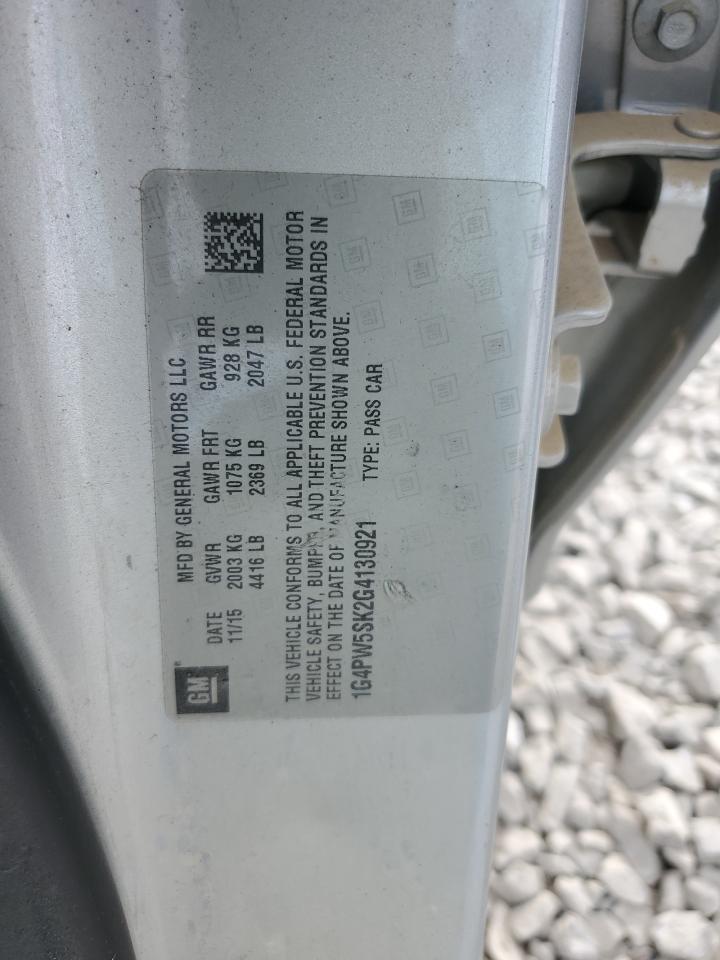 GM
MFD BY GENERAL MOTORS LLC
DATE GVWR GAWR FRT GAWR RR
11/15 2003 KG 1075 KG 928 KG
4416 LB 2369 LB 2047 LB
THIS VEHICLE CONFORMS TO ALL APPLICABLE U.S. FEDERAL MOTOR
VEHICLE SAFETY, BUMPER, AND THEFT PREVENTION STANDARDS IN
EFFECT ON THE DATE OF MANUFACTURE SHOWN ABOVE.
1G4PW5SK2G4130921 TYPE: PASS CAR